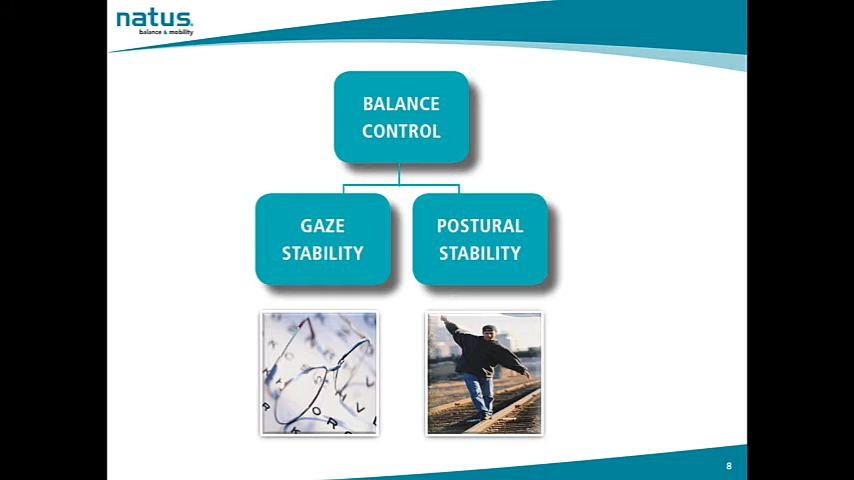 natus.
balance & mobility
BALANCE
CONTROL
GAZE
STABILITY
POSTURAL
STABILITY
8